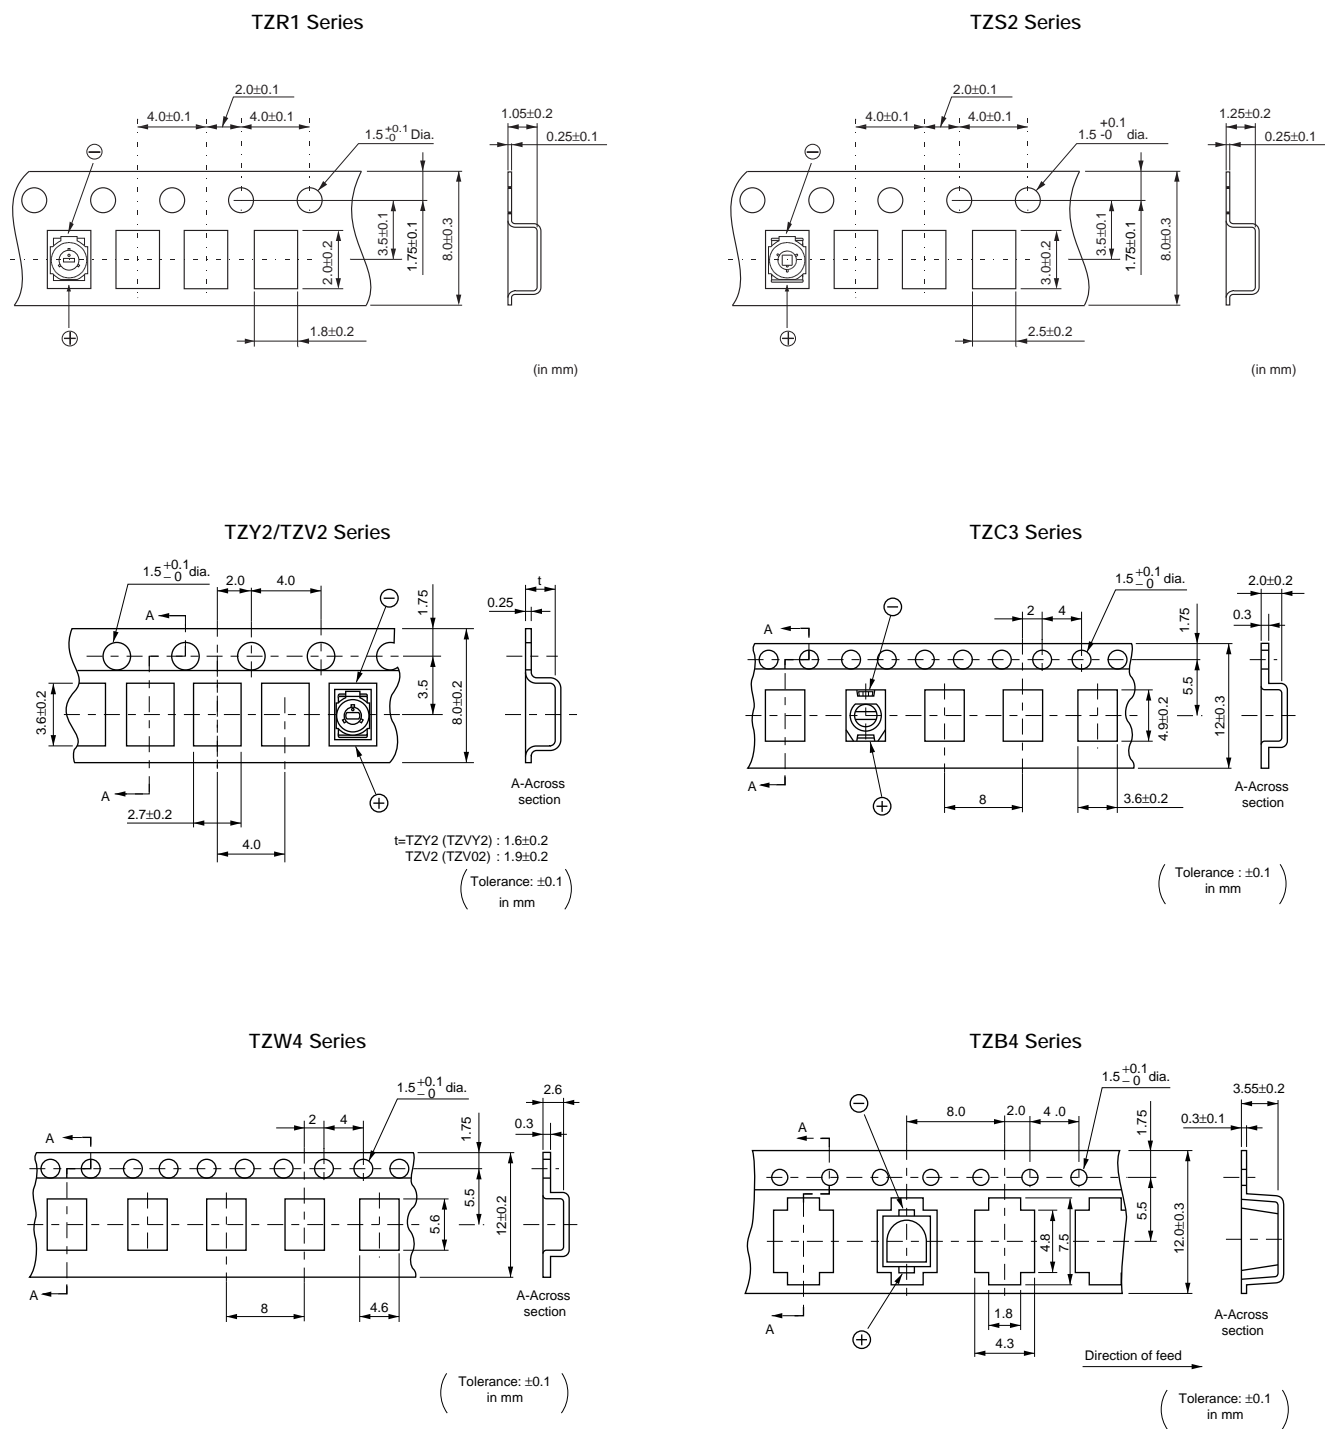 TZR1 Series
2.0±0.1
4.0±0.1
4.0±0.1
1.5 +0.1 -0 Dia.
1.05±0.2
0.25±0.1
⊖
3.5±0.1
1.75±0.1
8.0±0.3
2.0±0.2
⊕
1.8±0.2
(in mm)
TZS2 Series
2.0±0.1
4.0±0.1
4.0±0.1
1.5 +0.1 -0 dia.
1.25±0.2
0.25±0.1
⊖
3.5±0.1
1.75±0.1
8.0±0.3
3.0±0.2
⊕
2.5±0.2
(in mm)
TZY2/TZV2 Series
1.5 +0.1 -0 dia.
2.0
4.0
t
0.25
1.75
A
⊖
3.5
8.0±0.2
3.6±0.2
A
⊕
A-Across
section
2.7±0.2
4.0
t=TZY2 (TZVY2) : 1.6±0.2
TZV2 (TZV02) : 1.9±0.2
(Tolerance: ±0.1
in mm)
TZC3 Series
1.5 +0.1 -0 dia.
2.0±0.2
0.3
2
4
1.75
A
⊖
5.5
4.9±0.2
12±0.3
A
⊕
A-Across
section
8
3.6±0.2
(Tolerance : ±0.1
in mm)
TZW4 Series
1.5 +0.1 -0 dia.
2.6
0.3
2
4
1.75
A
5.5
5.6
12±0.2
A
A-Across
section
8
4.6
(Tolerance: ±0.1
in mm)
TZB4 Series
1.5 +0.1 -0 dia.
3.55±0.2
0.3±0.1
8.0
2.0
4 .0
1.75
A
⊖
5.5
4.8
7.5
12.0±0.3
A
⊕
1.8
4.3
A-Across
section
Direction of feed
(Tolerance: ±0.1
in mm)